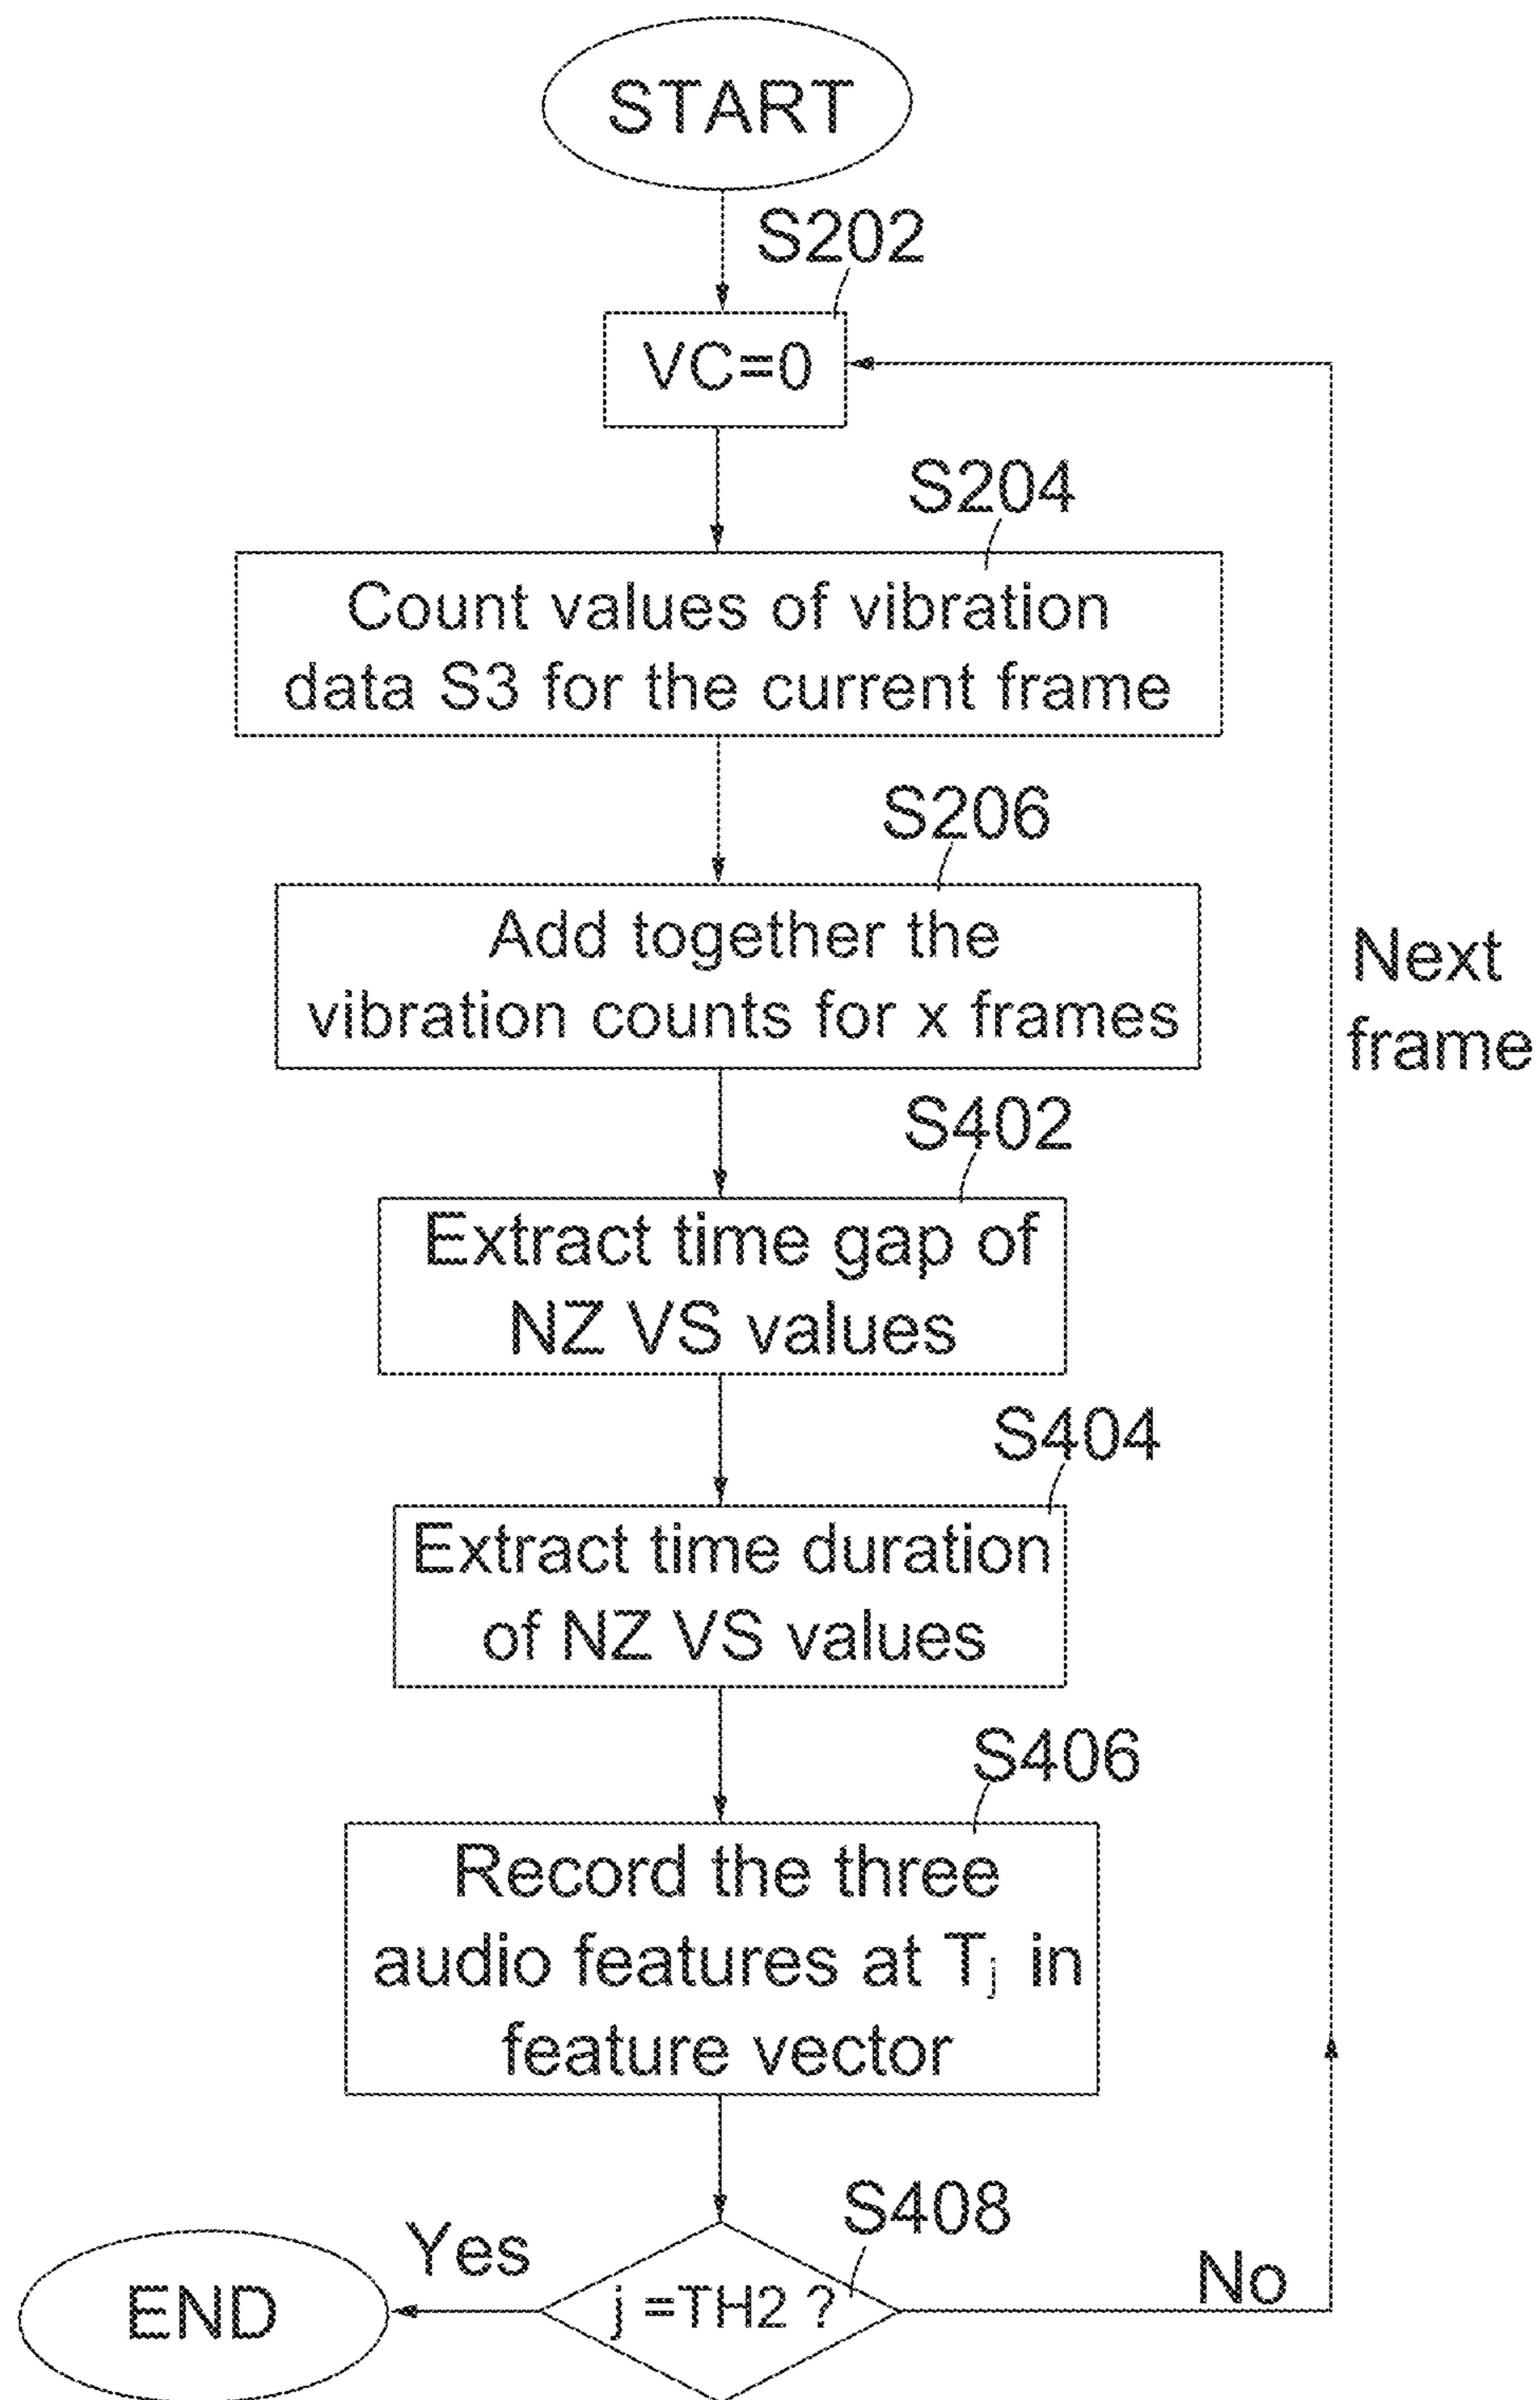 START
S202
VC=0
S204
Count values of vibration
data S3 for the current frame
S206
Add together the
vibration counts for x frames
Next
frame
S402
Extract time gap of
NZ VS values
S404
Extract time duration
of NZ VS values
S406
Record the three
audio features at Tj in
feature vector
S408
j =TH2 ?
Yes
No
END